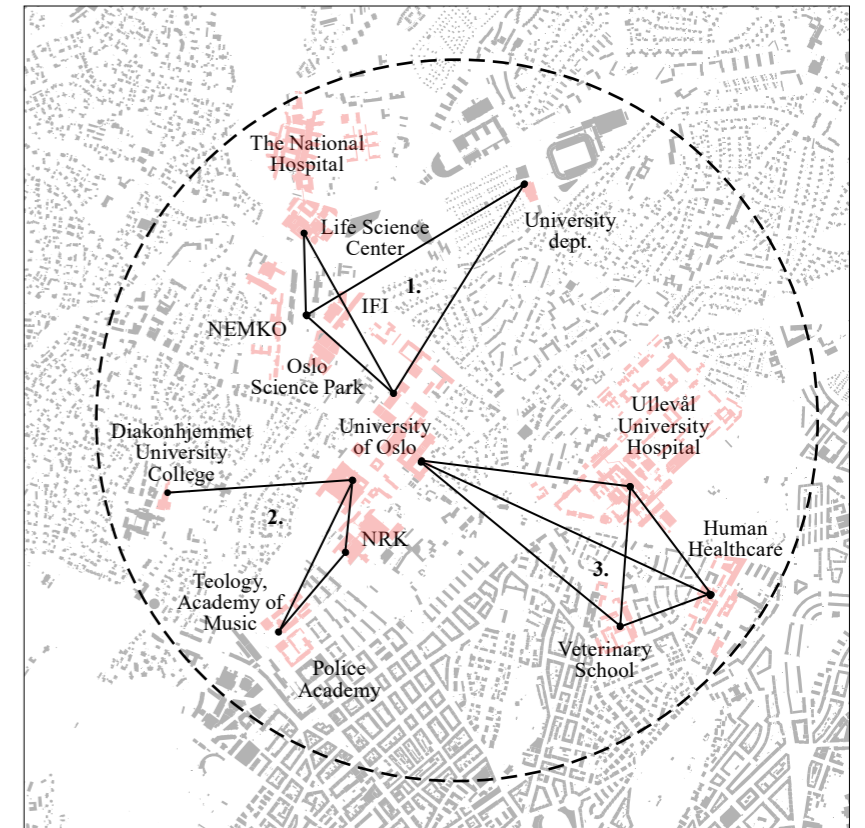 The National
Hospital
Life Science
Center
University
dept.
1.
IFI
NEMKO
Oslo
Science Park
University
of Oslo
Ullevål
University
Hospital
Diakonhjemmet
University
College
2.
NRK
Human
Healthcare
3.
Teology,
Academy of
Music
Veterinary
School
Police
Academy